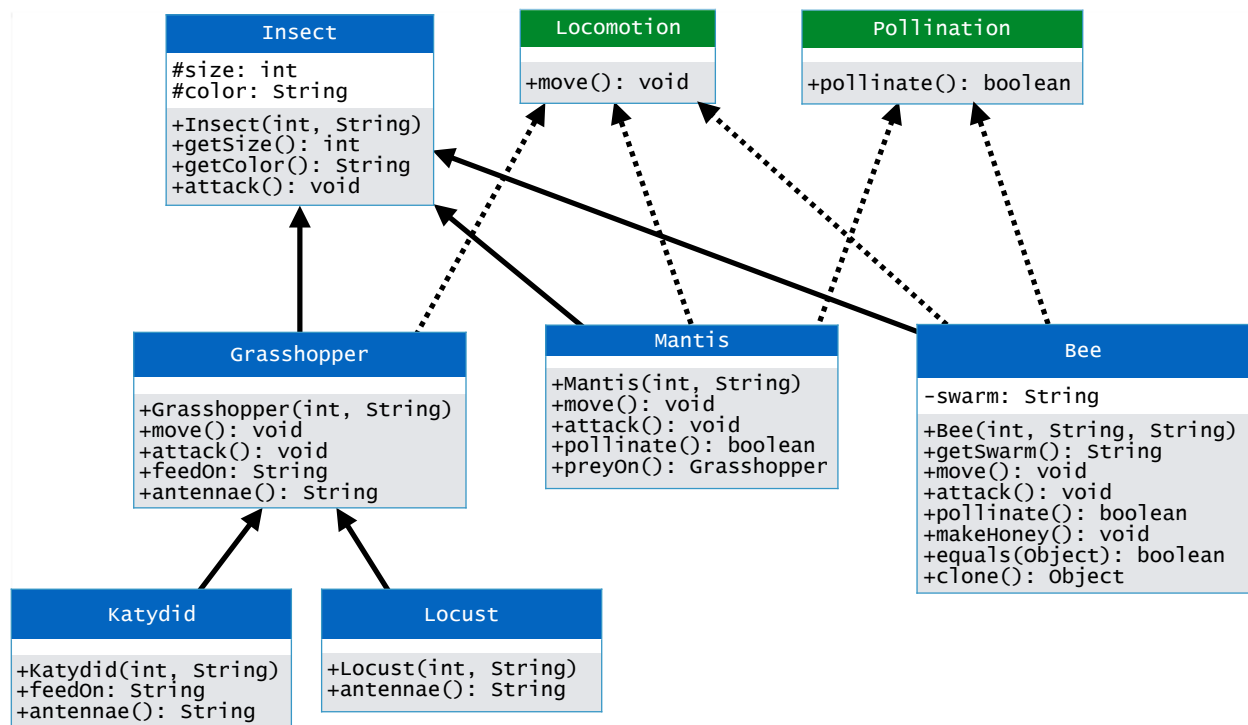 Insect
#size: int
#color: String
+Insect(int, String)
+getSize(): int
+getColor(): String
+attack(): void
Locomotion
+move(): void
Pollination
+pollinate(): boolean
Grasshopper
+Grasshopper(int, String)
+move(): void
+attack(): void
+feedOn: String
+antennae(): String
Mantis
+Mantis(int, String)
+move(): void
+attack(): void
+pollinate(): boolean
+preyOn(): Grasshopper
Bee
-swarm: String
+Bee(int, String, String)
+getSwarm(): String
+move(): void
+attack(): void
+pollinate(): boolean
+makeHoney(): void
+equals(Object): boolean
+clone(): Object
Katydid
+Katydid(int, String)
+feedOn: String
+antennae(): String
Locust
+Locust(int, String)
+antennae(): String